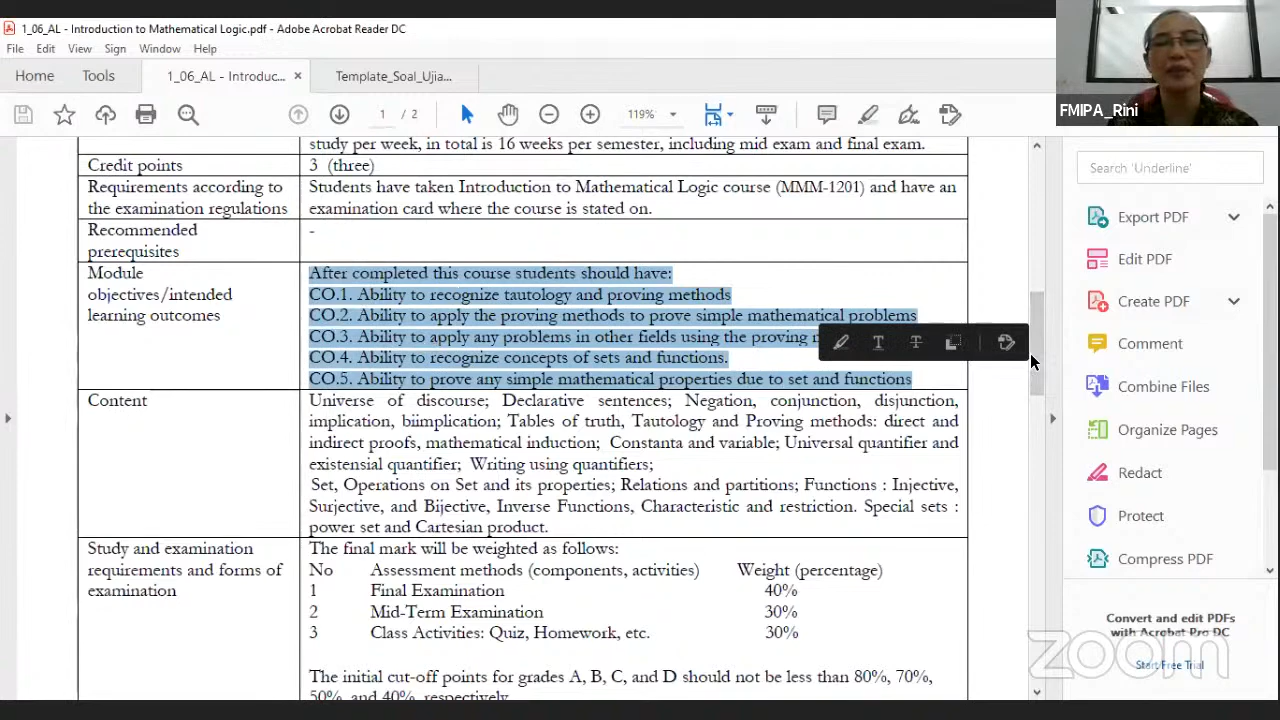 1_06_AL - Introduction to Mathematical Logic.pdf - Adobe Acrobat Reader DC
File Edit View Sign Window Help
Home Tools 1_06_AL - Introduc... × Template_Soal_Ujia...
1 / 2 119%
FMIPA_Rini
study per week, in total is 16 weeks per semester, including mid exam and final exam.
Credit points 3 (three)
Requirements according to the examination regulations
Students have taken Introduction to Mathematical Logic course (MMM-1201) and have an
examination card where the course is stated on.
Recommended
prerequisites
-
Module
objectives/intended
learning outcomes
After completed this course students should have:
CO.1. Ability to recognize tautology and proving methods
CO.2. Ability to apply the proving methods to prove simple mathematical problems
CO.3. Ability to apply any problems in other fields using the proving
CO.4. Ability to recognize concepts of sets and functions.
CO.5. Ability to prove any simple mathematical properties due to set and functions
Content
Universe of discourse; Declarative sentences; Negation, conjunction, disjunction,
implication, biimplication; Tables of truth, Tautology and Proving methods: direct and
indirect profs, mathematical induction; Constanta and variable; Universal quantifier and
existensial quantifier; Writing using quantifiers;
Set, Operations on Set and its properties; Relations and partitions; Functions : Injective,
Surjective, and Bijective, Inverse Functions, Characteristic and restriction. Special sets :
power set and Cartesian product.
Study and examination
requirements and forms of
examination
The final mark will be weighted as follows:
No Assessment methods (components, activities) Weight (percentage)
1 Final Examination 40%
2 Mid-Term Examination 30%
3 Class Activities: Quiz, Homework, etc. 30%
The initial cut-off points for grades A, B, C, and D should not be less than 80%, 70%,
50%, and 40%, respectively.
Search 'Underline'
Export PDF
Edit PDF
Create PDF
Comment
Combine Files
Organize Pages
Redact
Protect
Compress PDF
Convert and edit PDFs
with Acrobat Pro DC
Start Free Trial
zoom